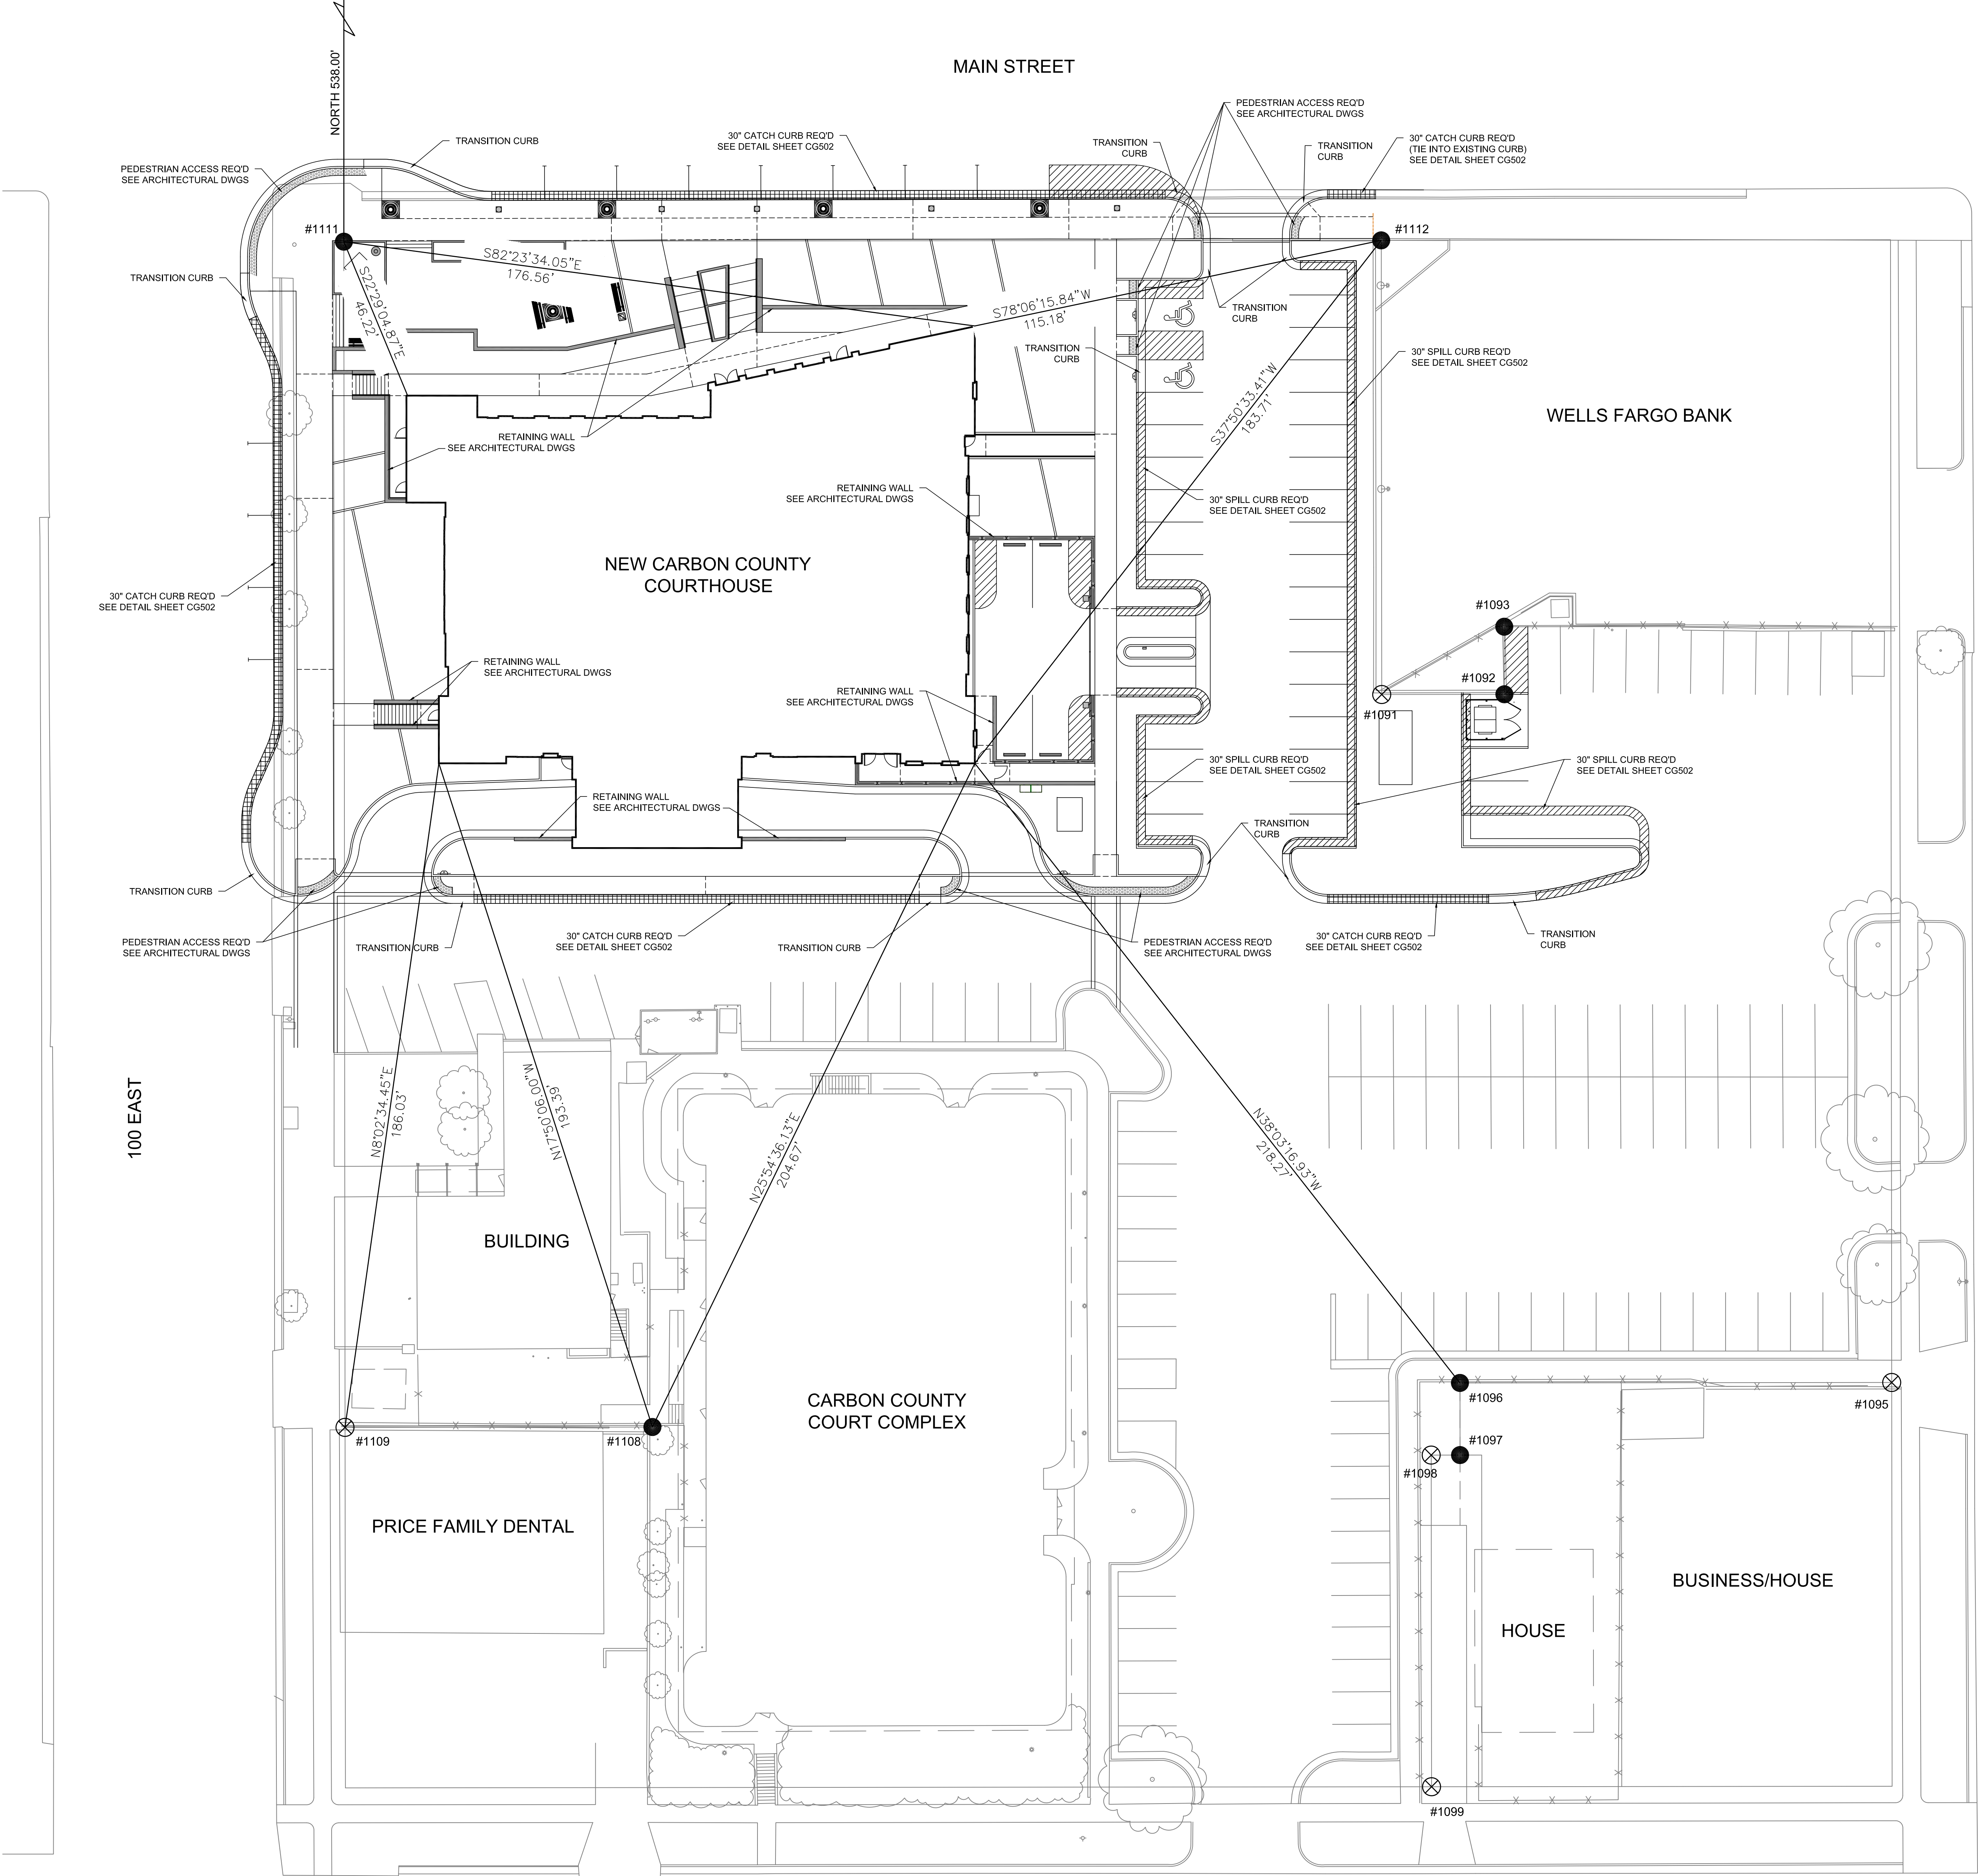 NORTH 538.00'
MAIN STREET
PEDESTRIAN ACCESS REQ'D
SEE ARCHITECTURAL DWGS
TRANSITION CURB
30" CATCH CURB REQ'D
SEE DETAIL SHEET CG502
TRANSITION
CURB
PEDESTRIAN ACCESS REQ'D
SEE ARCHITECTURAL DWGS
TRANSITION
CURB
30" CATCH CURB REQ'D
(TIE INTO EXISTING CURB)
SEE DETAIL SHEET CG502
#1111
#1112
S82°23'34.05"E
176.56'
S22°29'04.87"E
46.22'
S78°06'15.84"W
115.18'
TRANSITION CURB
TRANSITION
CURB
TRANSITION
CURB
30" SPILL CURB REQ'D
SEE DETAIL SHEET CG502
S37°50'33.41"W
183.71'
WELLS FARGO BANK
RETAINING WALL
SEE ARCHITECTURAL DWGS
RETAINING WALL
SEE ARCHITECTURAL DWGS
30" SPILL CURB REQ'D
SEE DETAIL SHEET CG502
NEW CARBON COUNTY
COURTHOUSE
30" CATCH CURB REQ'D
SEE DETAIL SHEET CG502
#1093
RETAINING WALL
SEE ARCHITECTURAL DWGS
RETAINING WALL
SEE ARCHITECTURAL DWGS
#1092
#1091
30" SPILL CURB REQ'D
SEE DETAIL SHEET CG502
30" SPILL CURB REQ'D
SEE DETAIL SHEET CG502
RETAINING WALL
SEE ARCHITECTURAL DWGS
TRANSITION
CURB
TRANSITION CURB
PEDESTRIAN ACCESS REQ'D
SEE ARCHITECTURAL DWGS
TRANSITION CURB
30" CATCH CURB REQ'D
SEE DETAIL SHEET CG502
TRANSITION CURB
PEDESTRIAN ACCESS REQ'D
SEE ARCHITECTURAL DWGS
30" CATCH CURB REQ'D
SEE DETAIL SHEET CG502
TRANSITION
CURB
100 EAST
N8°02'34.45"E
186.03'
N17°50'06.00"W
193.39'
N25°54'36.13"E
204.67'
N38°03'16.93"W
218.27'
BUILDING
CARBON COUNTY
COURT COMPLEX
#1096
#1095
#1109
#1108
#1097
#1098
PRICE FAMILY DENTAL
BUSINESS/HOUSE
HOUSE
#1099